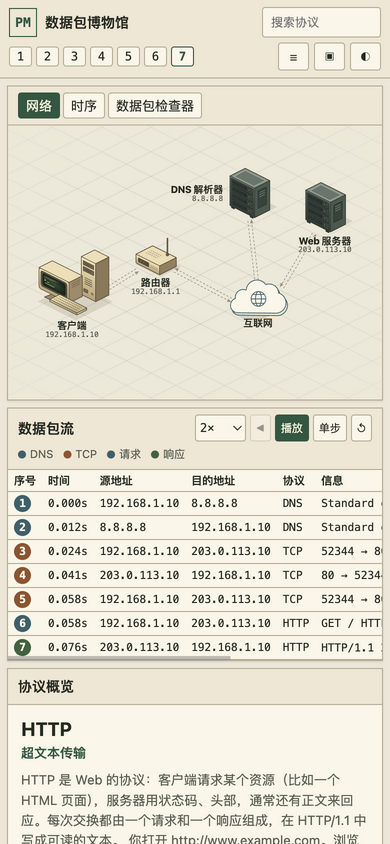 PM 数据包博物馆 搜索协议
1 2 3 4 5 6 7
网络 时序 数据包检查器
DNS 解析器
8.8.8.8
Web 服务器
203.0.113.10
路由器
192.168.1.1
客户端
192.168.1.10
互联网
数据包流 2× 播放 单步
DNS TCP 请求 响应
序号 时间 源地址 目的地址 协议 信息
1 0.000s 192.168.1.10 8.8.8.8 DNS Standard
2 0.012s 8.8.8.8 192.168.1.10 DNS Standard
3 0.024s 192.168.1.10 203.0.113.10 TCP 52344 → 8
4 0.041s 203.0.113.10 192.168.1.10 TCP 80 → 5234
5 0.058s 192.168.1.10 203.0.113.10 TCP 52344 → 8
6 0.058s 192.168.1.10 203.0.113.10 HTTP GET / HTT
7 0.076s 203.0.113.10 192.168.1.10 HTTP HTTP/1.1
协议概览
HTTP
超文本传输
HTTP 是 Web 的协议：客户端请求某个资源（比如一个
HTML 页面），服务器用状态码、头部，通常还有正文来回
应。每次交换都由一个请求和一个响应组成，在 HTTP/1.1 中
写成可读的文本。 你打开 http://www.example.com。浏览